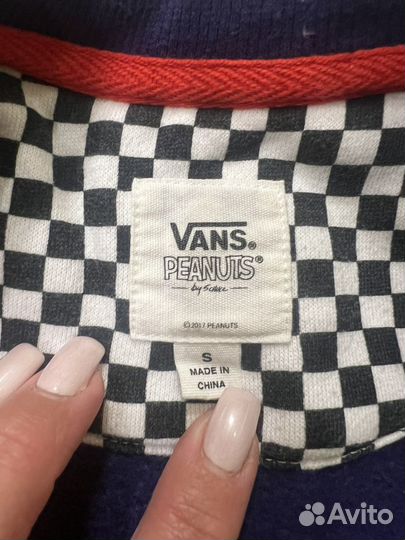 VANS®
PEANUTS®
by Schulz
©2017 PEANUTS
S
MADE IN
CHINA
Avito